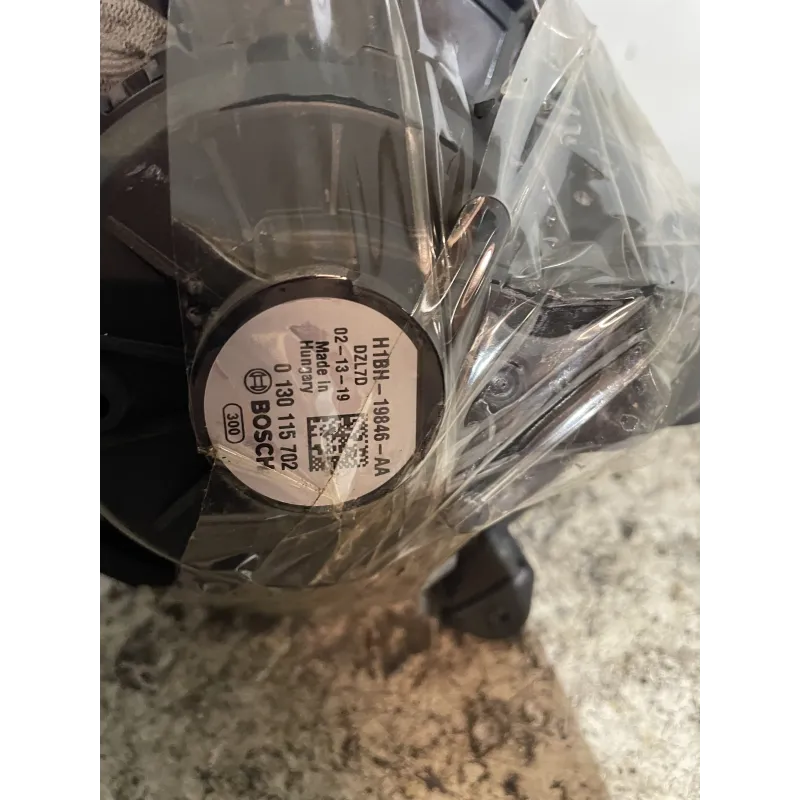 H1BH-19846-AA
DZL7D
02-13-19
Made In
Hungary
0 130 115 702
BOSCH
300